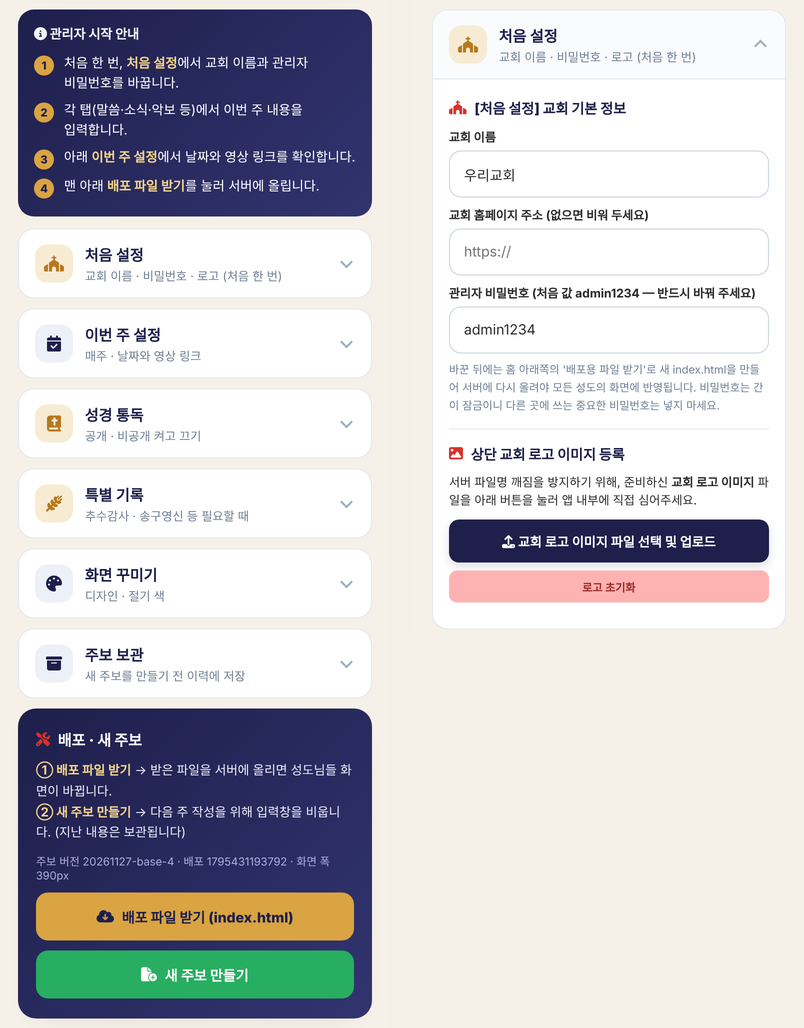 관리자 시작 안내
1 처음 한 번, 처음 설정에서 교회 이름과 관리자
비밀번호를 바꿉니다.
2 각 탭(말씀·소식·악보 등)에서 이번 주 내용을
입력합니다.
3 아래 이번 주 설정에서 날짜와 영상 링크를 확인합니다.
4 맨 아래 배포 파일 받기를 눌러 서버에 올립니다.
처음 설정
교회 이름 · 비밀번호 · 로고 (처음 한 번)
이번 주 설정
매주 · 날짜와 영상 링크
성경 통독
공개 · 비공개 켜고 끄기
특별 기록
추수감사 · 송구영신 등 필요할 때
화면 꾸미기
디자인 · 절기 색
주보 보관
새 주보를 만들기 전 이력에 저장
배포 · 새 주보
① 배포 파일 받기 → 받은 파일을 서버에 올리면 성도님들 화
면이 바뀝니다.
② 새 주보 만들기 → 다음 주 작성을 위해 입력창을 비웁니
다. (지난 내용은 보관됩니다)
주보 버전 20261127-base-4 · 배포 1795431193792 · 화면 폭
390px
배포 파일 받기 (index.html)
새 주보 만들기
처음 설정
교회 이름 · 비밀번호 · 로고 (처음 한 번)
[처음 설정] 교회 기본 정보
교회 이름
우리교회
교회 홈페이지 주소 (없으면 비워 두세요)
https://
관리자 비밀번호 (처음 값 admin1234 — 반드시 바꿔 주세요)
admin1234
바꾼 뒤에는 홈 아래쪽의 '배포용 파일 받기'로 새 index.html을 만들
어 서버에 다시 올려야 모든 성도의 화면에 반영됩니다. 비밀번호는 간
이 잠금이니 다른 곳에 쓰는 중요한 비밀번호는 넣지 마세요.
상단 교회 로고 이미지 등록
서버 파일명 깨짐을 방지하기 위해, 준비하신 교회 로고 이미지 파
일을 아래 버튼을 눌러 앱 내부에 직접 심어주세요.
교회 로고 이미지 파일 선택 및 업로드
로고 초기화